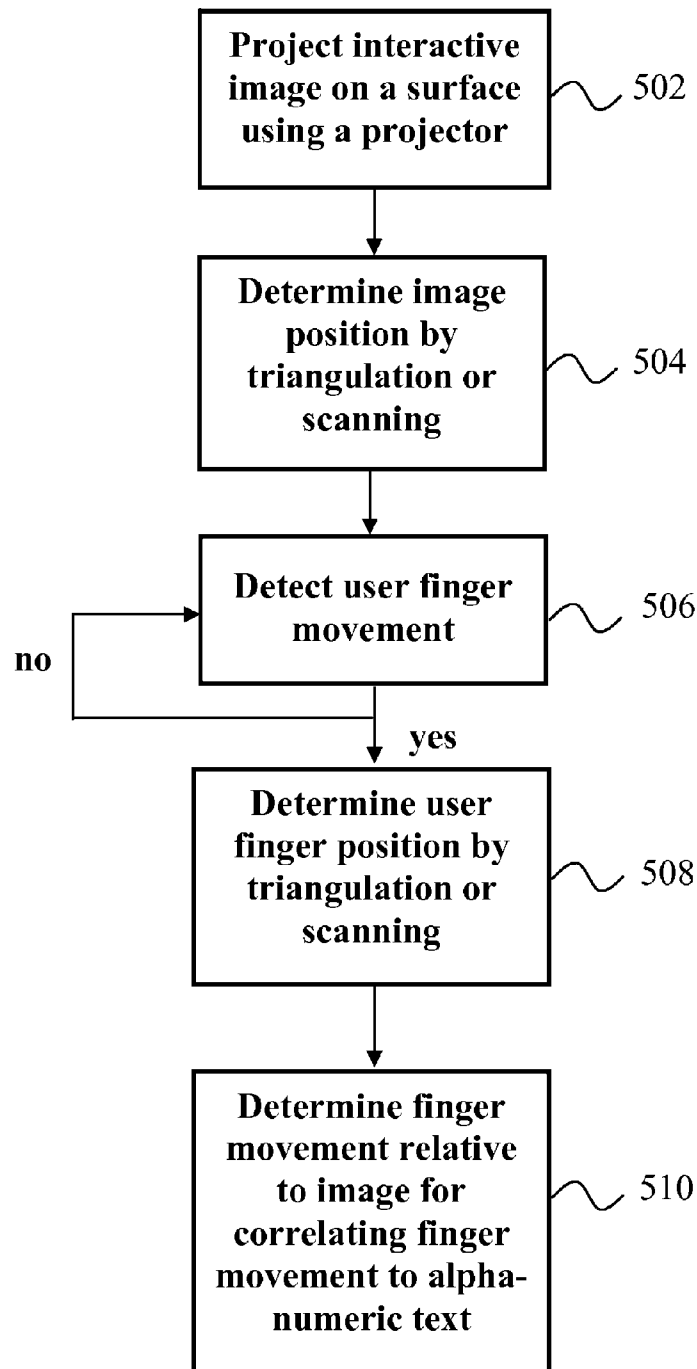 Project interactive
image on a surface
using a projector
502
Determine image
position by
triangulation or
scanning
504
Detect user finger
movement
506
no
yes
Determine user
finger position by
triangulation or
scanning
508
Determine finger
movement relative
to image for
correlating finger
movement to alpha-
numeric text
510